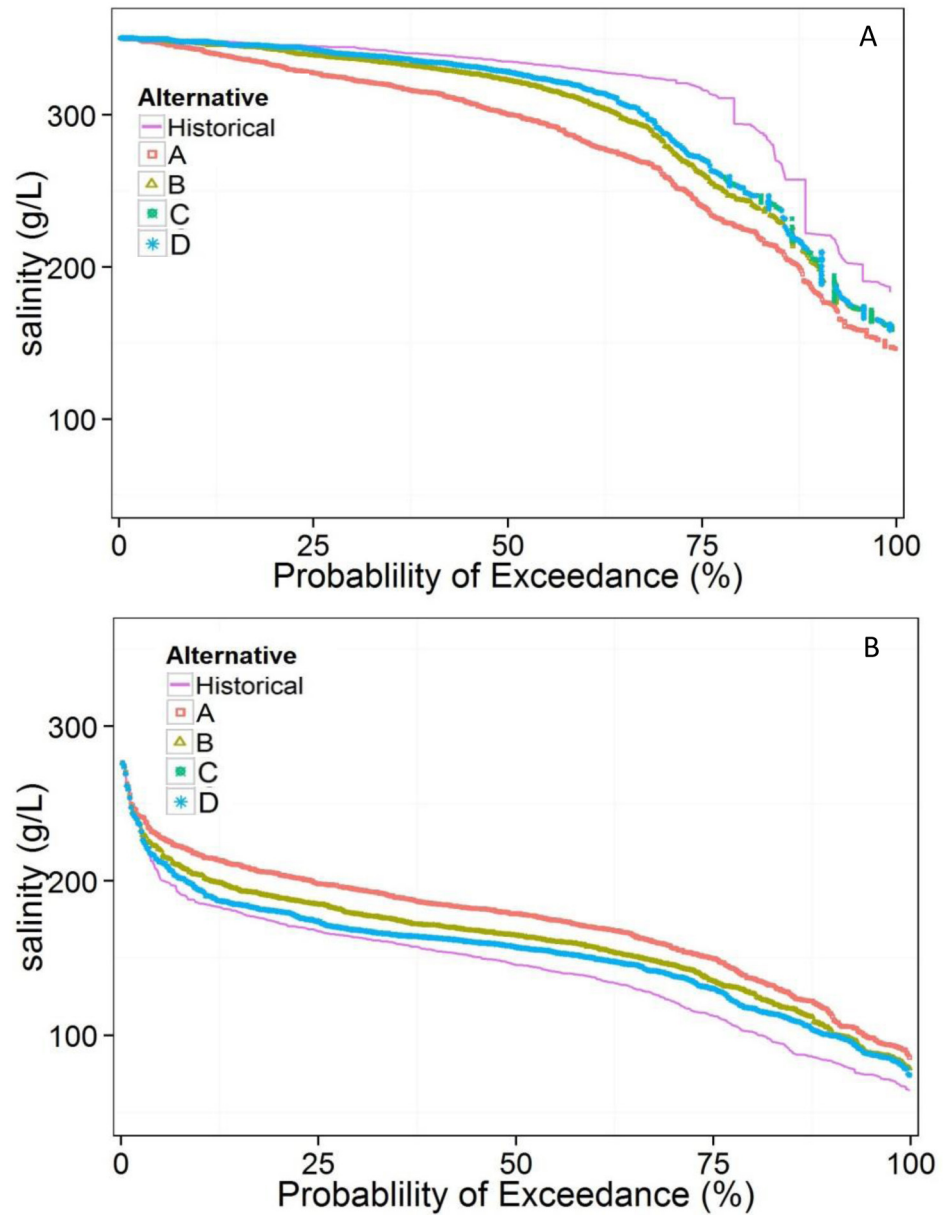 A
300
200
100
salinity (g/L)
Alternative
Historical
A
B
C
D
0 25 50 75 100
Probablility of Exceedance (%)
B
300
200
100
salinity (g/L)
Alternative
Historical
A
B
C
D
0 25 50 75 100
Probablility of Exceedance (%)